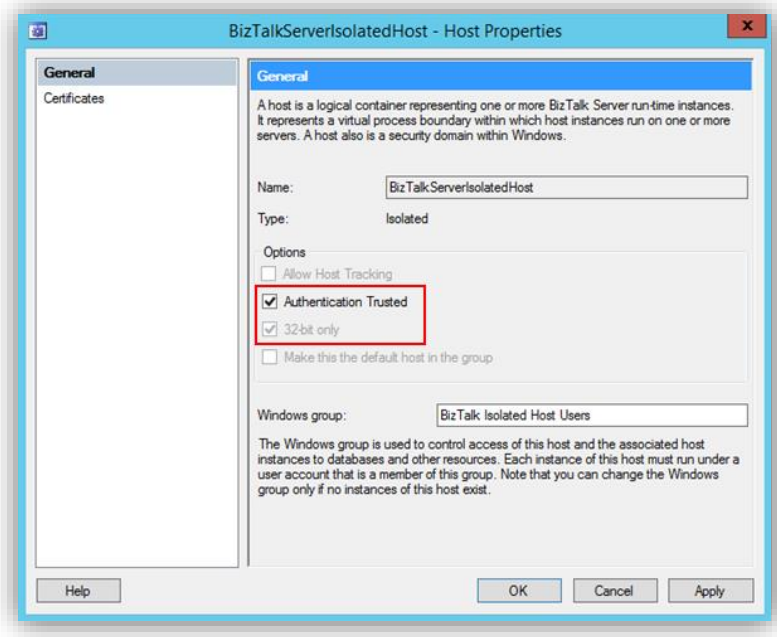 BizTalkServerIsolatedHost - Host Properties
x
General
Certificates
General
A host is a logical container representing one or more BizTalk Server run-time instances.
It represents a virtual process boundary within which host instances run on one or more
servers. A host also is a security domain within Windows.
Name: BizTalkServerIsolatedHost
Type: Isolated
Options
Allow Host Tracking
Authentication Trusted
32-bit only
Make this the default host in the group
Windows group: BizTalk Isolated Host Users
The Windows group is used to control access of this host and the associated host
instances to databases and other resources. Each instance of this host must run under a
user account that is a member of this group. Note that you can change the Windows
group only if no instances of this host exist.
Help OK Cancel Apply